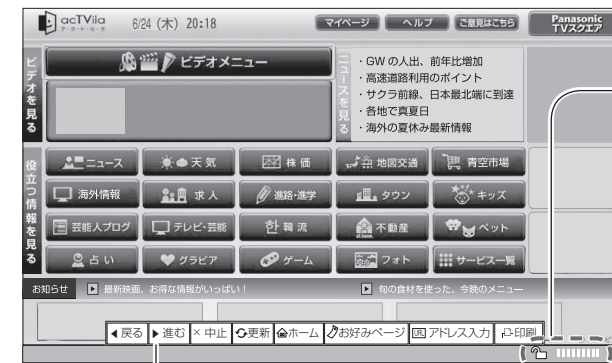 acTVila
ア・ク・ト・ビ・ラ
6/24 (木) 20:18
マイページ
ヘルプ
ご意見はこちら
Panasonic
TVスクエア
ビデオを見る
ビデオメニュー
ニュースを見る
・GW の人出、前年比増加
・高速道路利用のポイント
・サクラ前線、日本最北端に到達
・各地で真夏日
・海外の夏休み最新情報
役立つ情報を見る
ニュース
天気
株価
地図交通
青空市場
海外情報
求人
進路・進学
タウン
キッズ
芸能人ブログ
テレビ・芸能
한 韓流
不動産
ペット
占い
グラビア
ゲーム
フォト
サービス一覧
お知らせ
最新映画、お得な情報がいっぱい！
旬の食材を使った、今晩のメニュー
戻る
進む
× 中止
更新
ホーム
お好みページ
URL アドレス入力
印刷